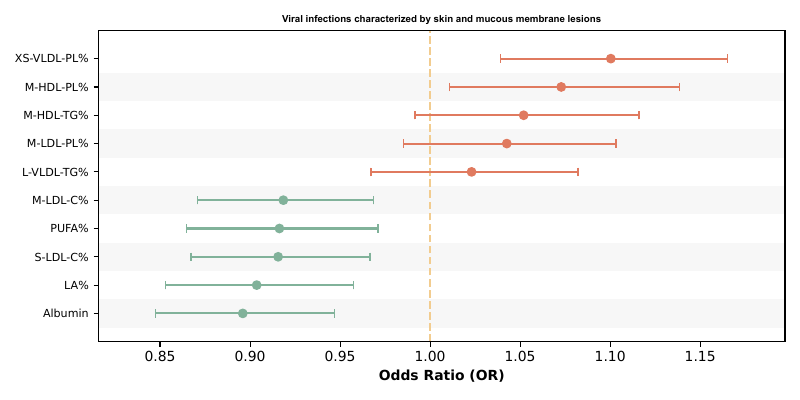 Viral infections characterized by skin and mucous membrane lesions
XS-VLDL-PL%
M-HDL-PL%
M-HDL-TG%
M-LDL-PL%
L-VLDL-TG%
M-LDL-C%
PUFA%
S-LDL-C%
LA%
Albumin
0.85 0.90 0.95 1.00 1.05 1.10 1.15
Odds Ratio (OR)